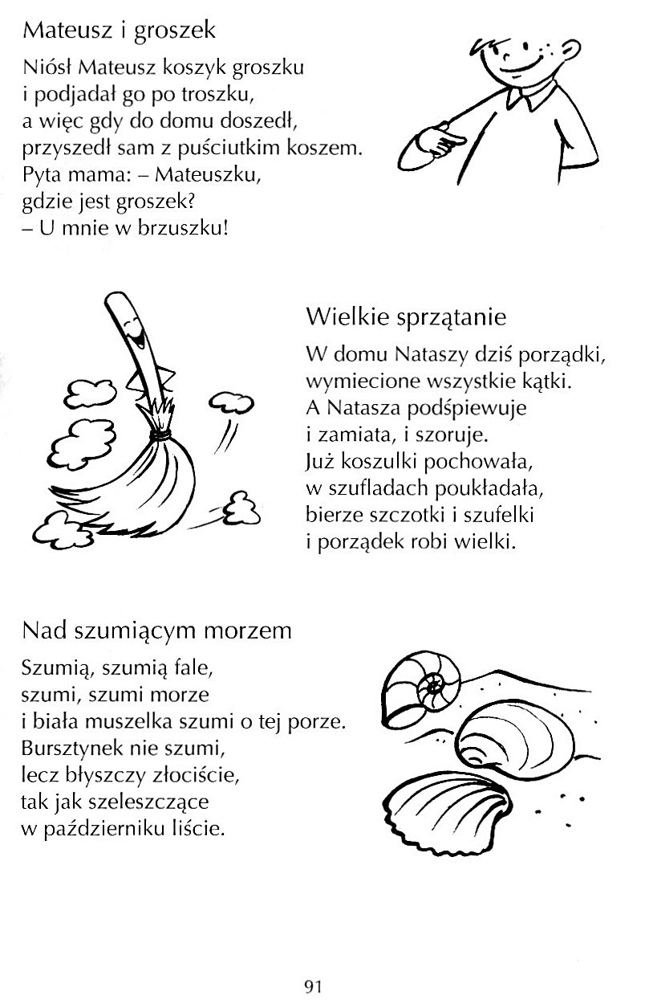 Mateusz i groszek
Niósł Mateusz koszyk groszku
i podjadał go po troszku,
a więc gdy do domu doszedł,
przyszedł sam z puściutkim koszem.
Pyta mama: – Mateuszku,
gdzie jest groszek?
– U mnie w brzuszku!
Wielkie sprzątanie
W domu Nataszy dziś porządki,
wymiecione wszystkie kątki.
A Natasza podśpiewuje
i zamiata, i szoruje.
Już koszulki pochowała,
w szufladach poukładała,
bierze szczotki i szufelki
i porządek robi wielki.
Nad szumiącym morzem
Szumią, szumią fale,
szumi, szumi morze
i biała muszelka szumi o tej porze.
Bursztynek nie szumi,
lecz błyszczy złociście,
tak jak szeleszczące
w październiku liście.
91